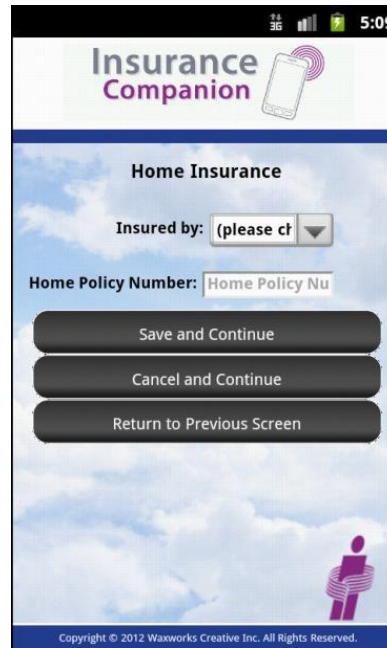 3G 5:09
Insurance
Companion
Home Insurance
Insured by: (please ch
Home Policy Number: Home Policy Nu
Save and Continue
Cancel and Continue
Return to Previous Screen
Copyright © 2012 Waxworks Creative Inc. All Rights Reserved.